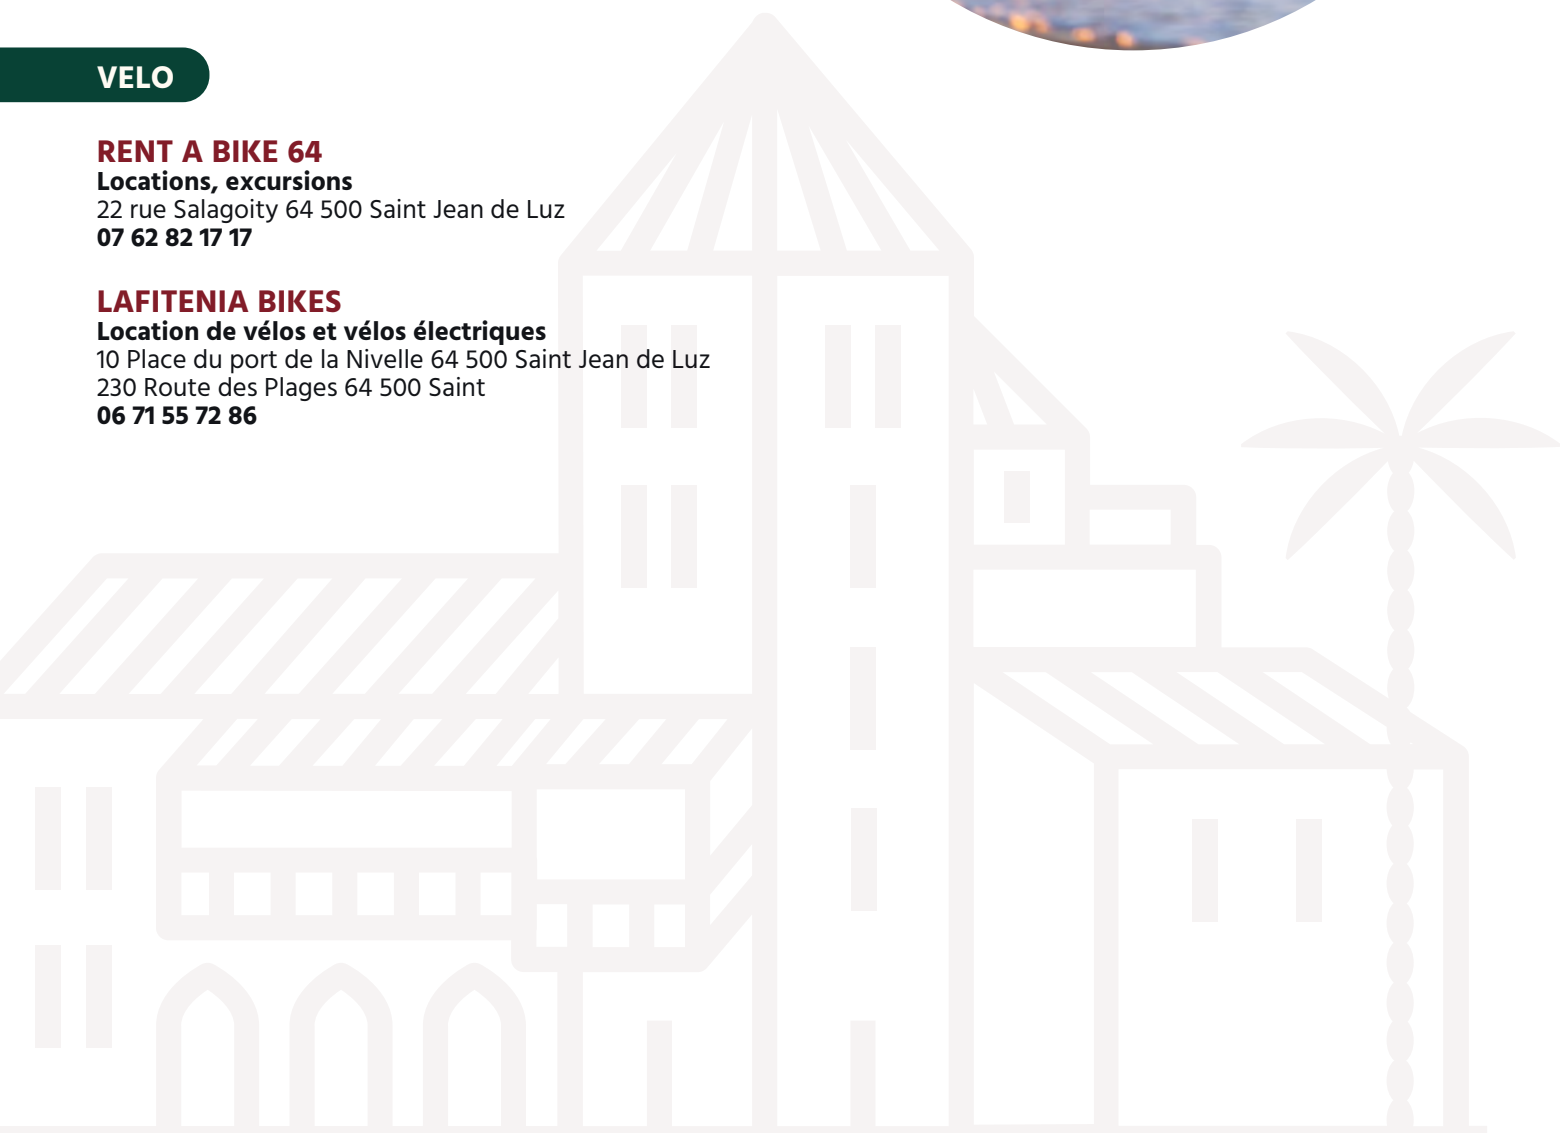 VELO
RENT A BIKE 64
Locations, excursions
22 rue Salagoity 64 500 Saint Jean de Luz
07 62 82 17 17
LAFITENIA BIKES
Location de vélos et vélos électriques
10 Place du port de la Nivelle 64 500 Saint Jean de Luz
230 Route des Plages 64 500 Saint
06 71 55 72 86